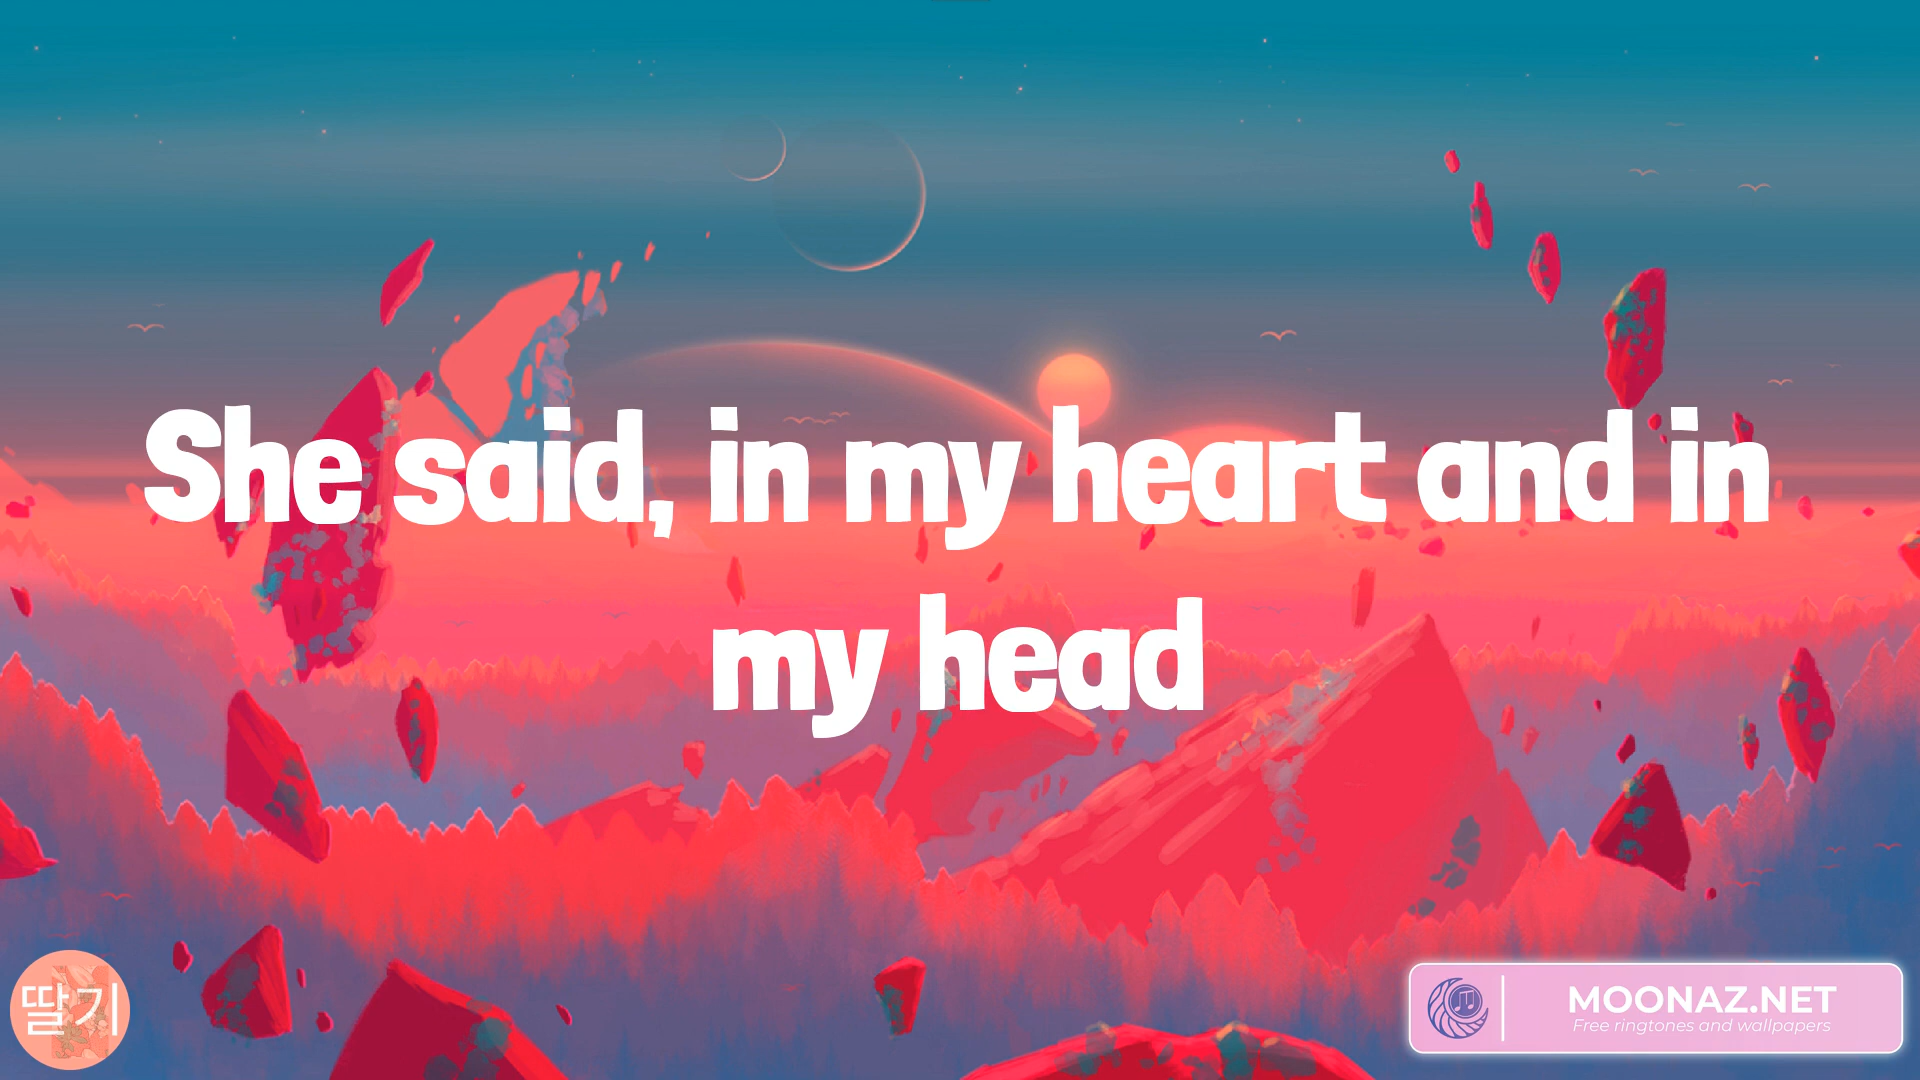 She said, in my heart and in
my head
딸기
MOONAZ.NET
Free ringtones and wallpapers